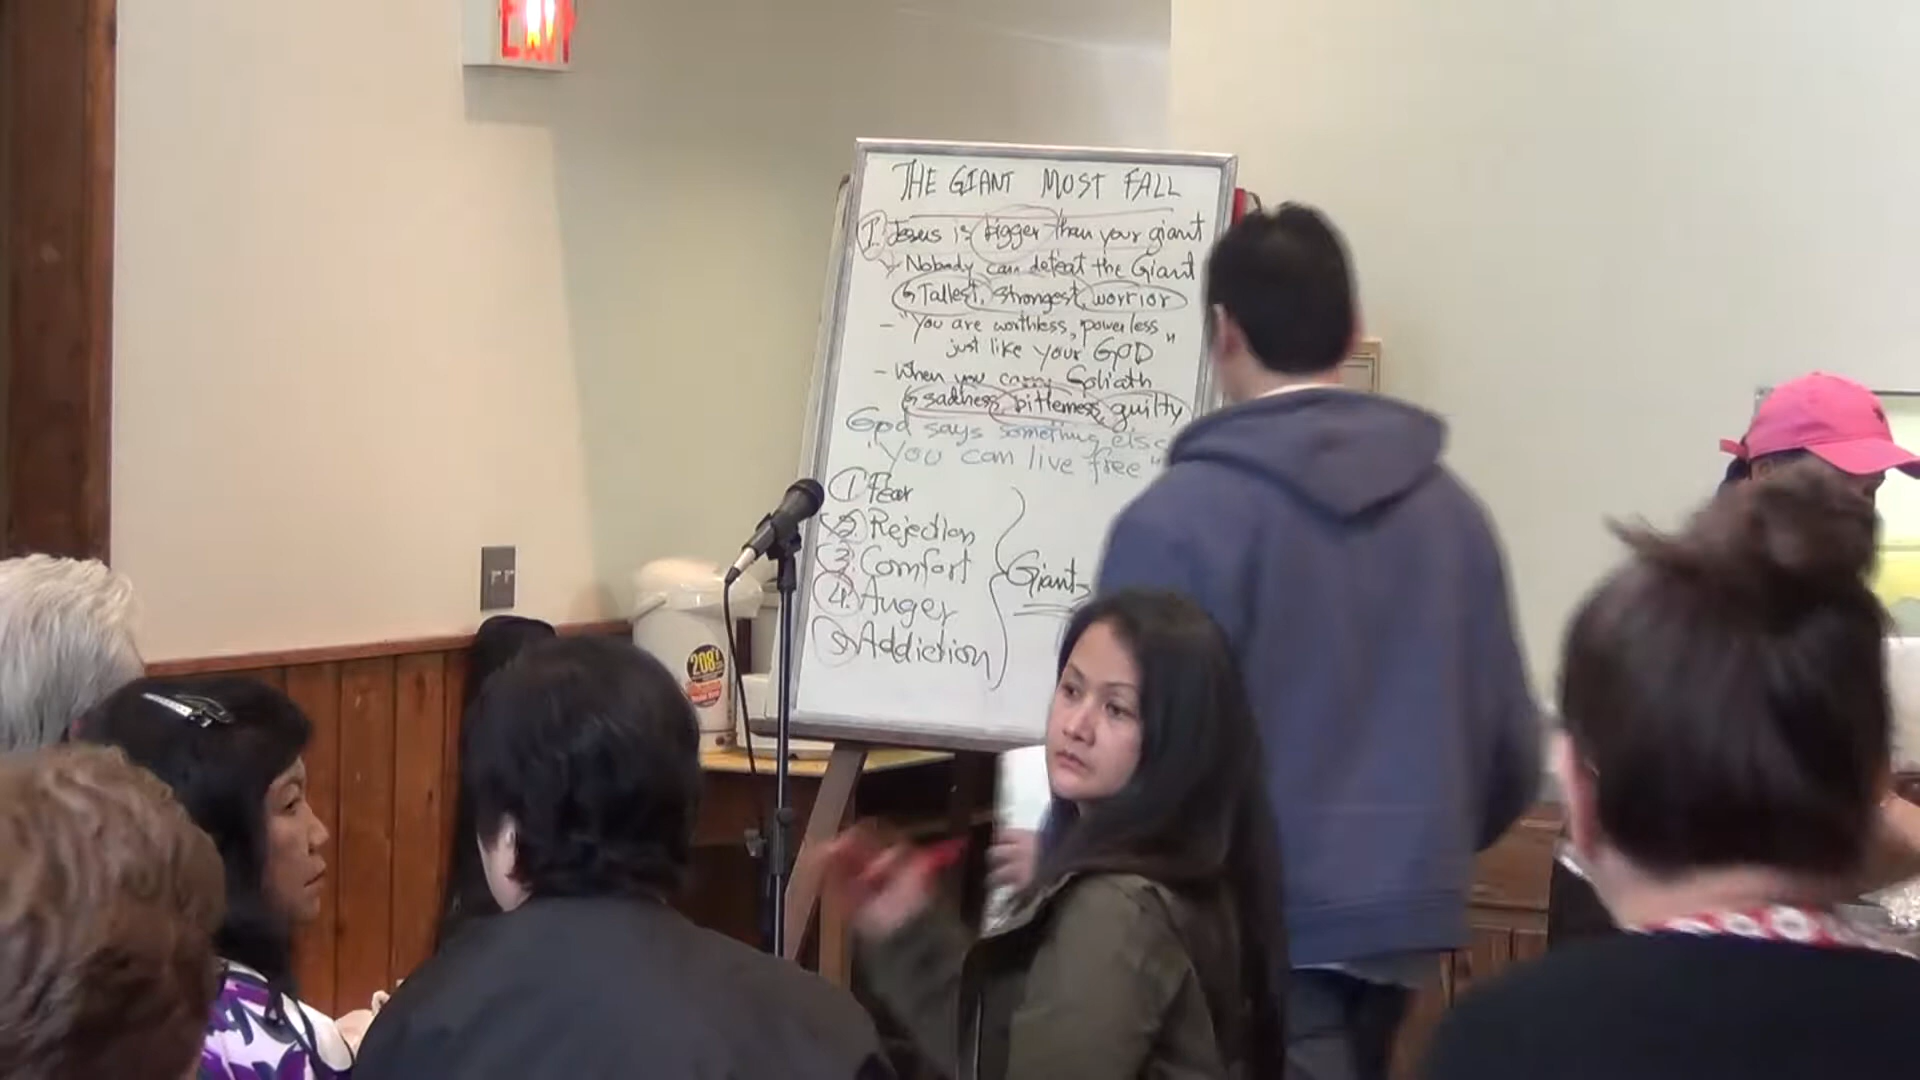 EXIT
THE GIANT MOST FALL
1. Jesus is bigger than your giant
Nobody can defeat the Giant
Tallest, strongest, worrior
- "You are worthless, powerless
just like your GOD"
- When you carry Goliath
sadness, bitterness, guilty
God says something else
"You can live free"
1 Fear
2. Rejection
3. Comfort
Giants
4. Anger
5 Addiction
208°